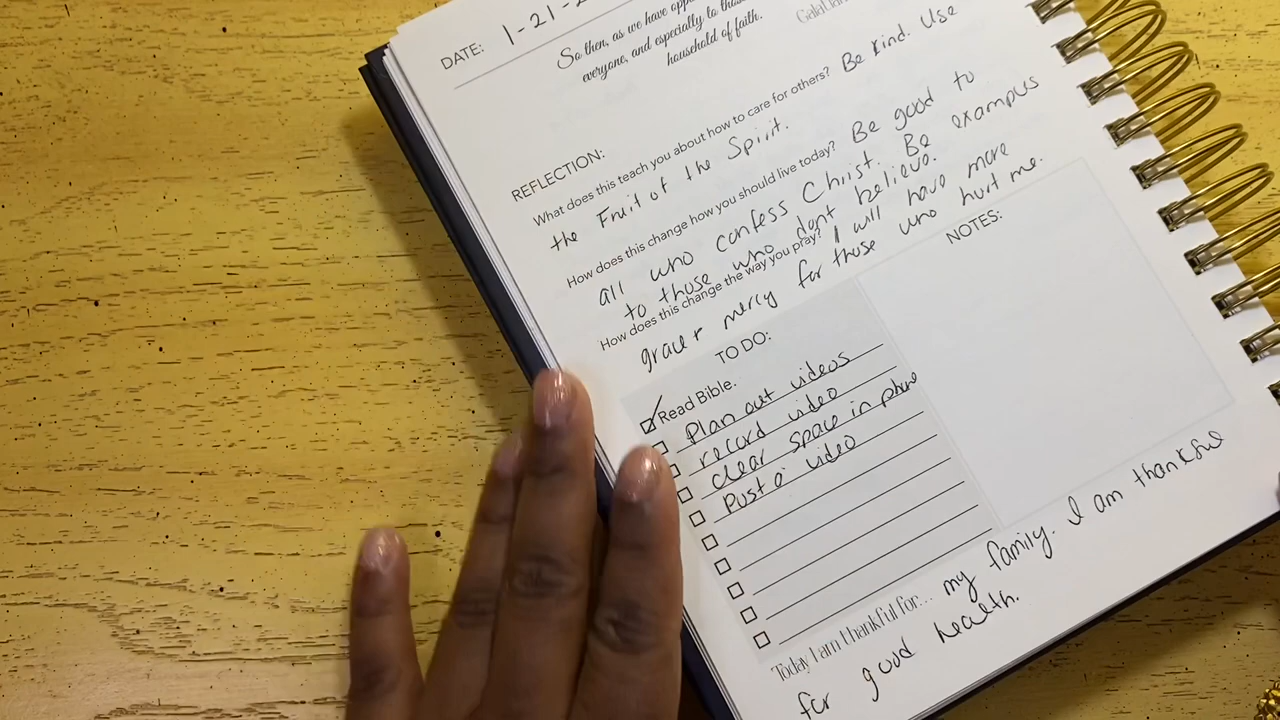 DATE: 1-21-2
So then, as we have oppo
everyone, and especially to those
household of faith.
Galatian
REFLECTION:
What does this teach you about how to care for others? Be kind. Use
the Fruit of the Spirit.
How does this change how you should live today? Be good to
all who confess Christ. Be examples
to those who dont believe.
How does this change the way you pray? I will have more
grace & mercy for those who hurt me.
TO DO:
Read Bible.
Plan out videos
record video
clear space in phone
Post a video
NOTES:
Today I am thankful for... my family. I am thankful
for good health.